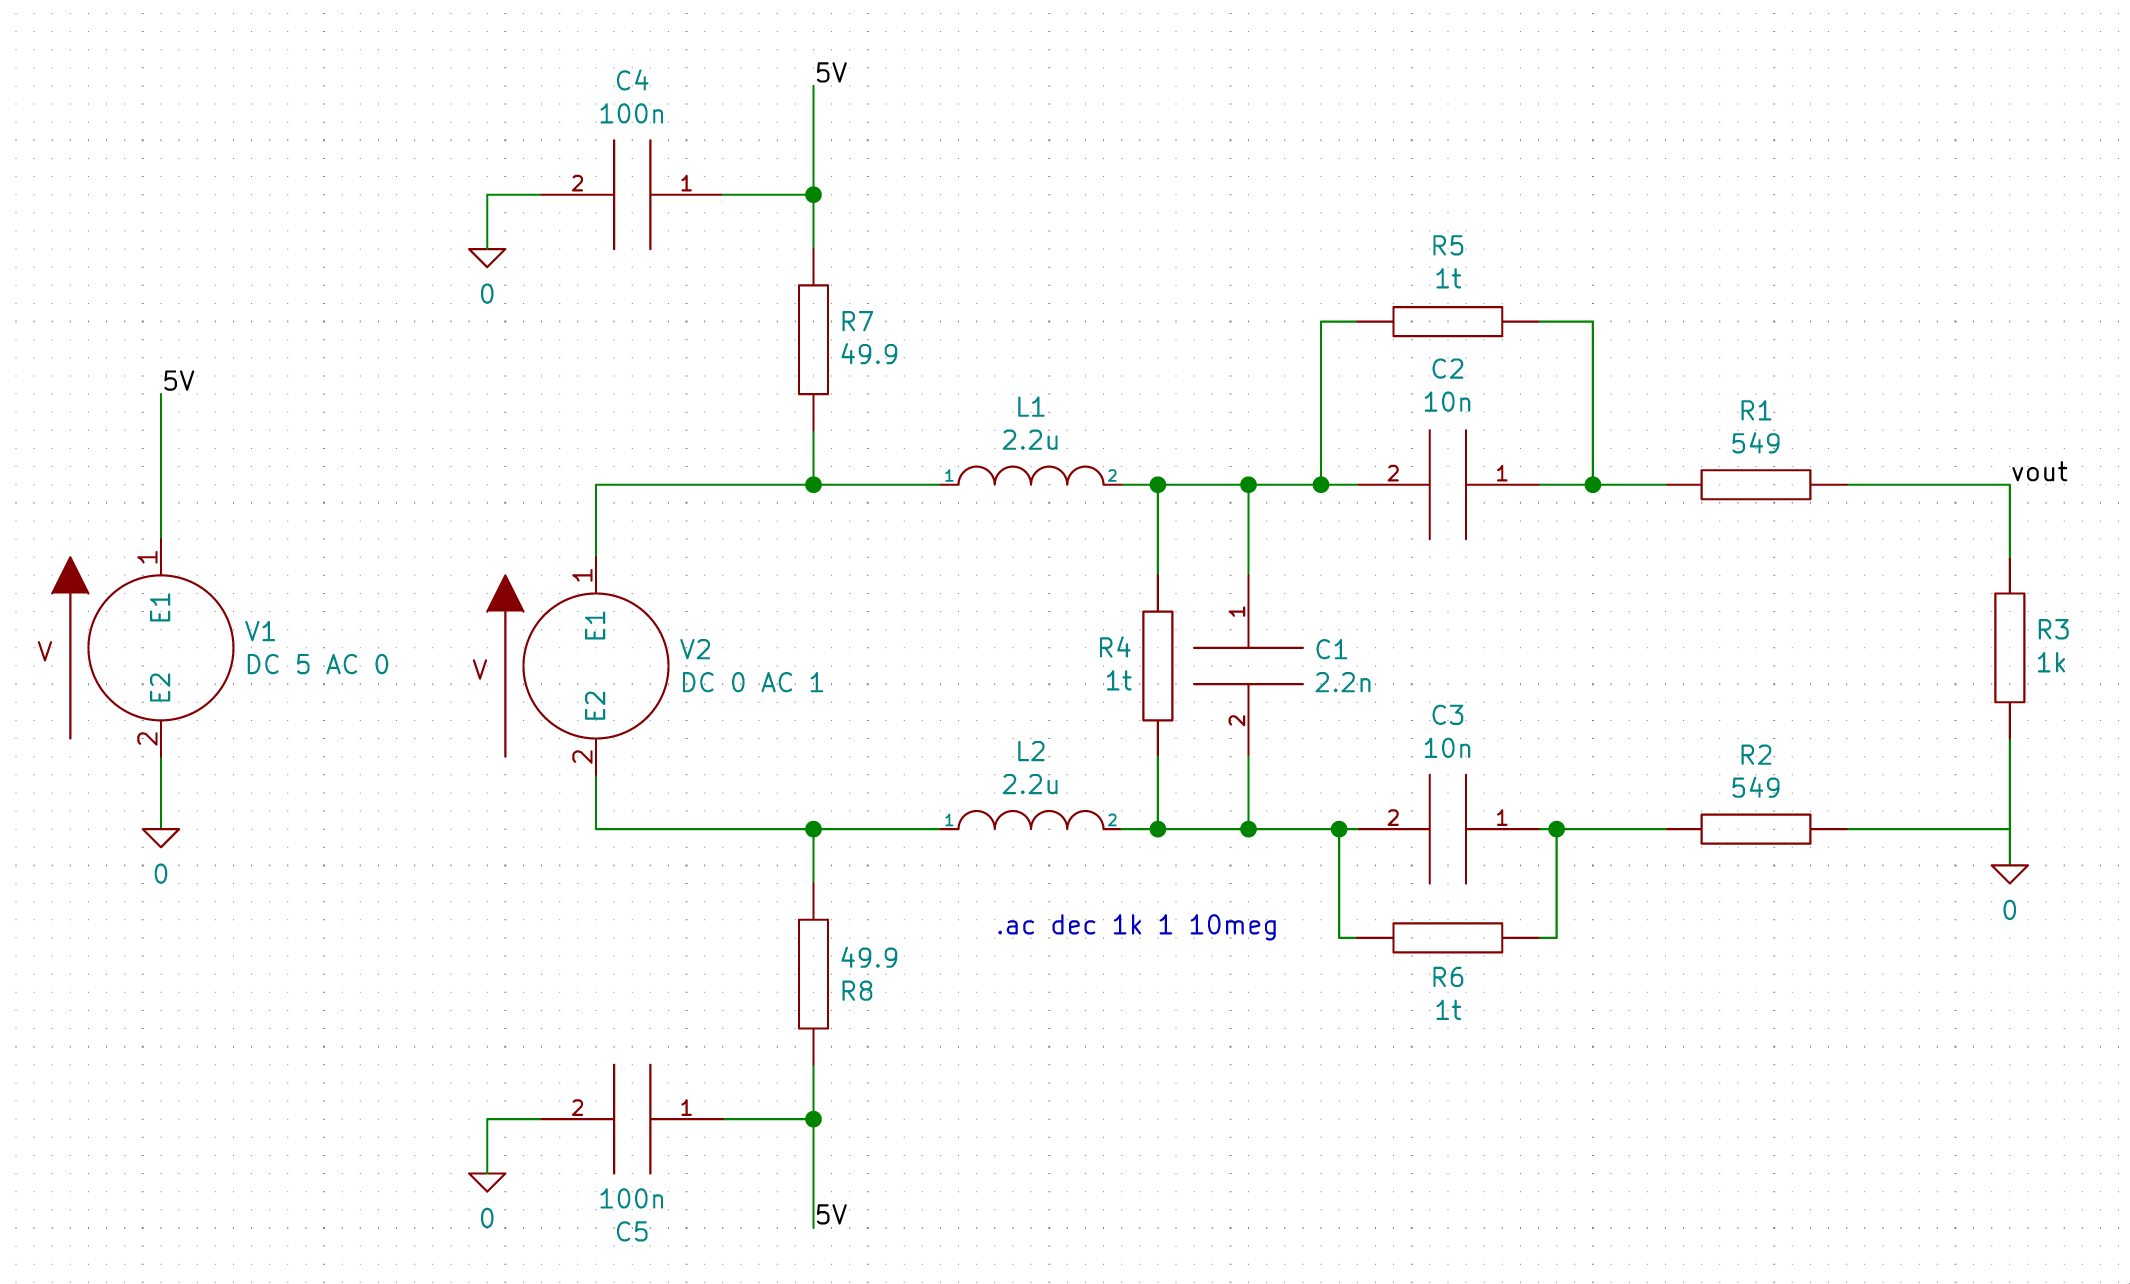 5V
C4
100n
2
1
0
R7
49.9
5V
1
E1
V
V1
DC 5 AC 0
E2
2
0
1
E1
V
V2
DC 0 AC 1
E2
2
L1
2.2u
1
2
R5
1t
C2
10n
2
1
R1
549
vout
R4
1t
1
C1
2.2n
2
R3
1k
L2
2.2u
1
2
C3
10n
2
1
R2
549
0
.ac dec 1k 1 10meg
R6
1t
49.9
R8
2
1
0
100n
C5
5V